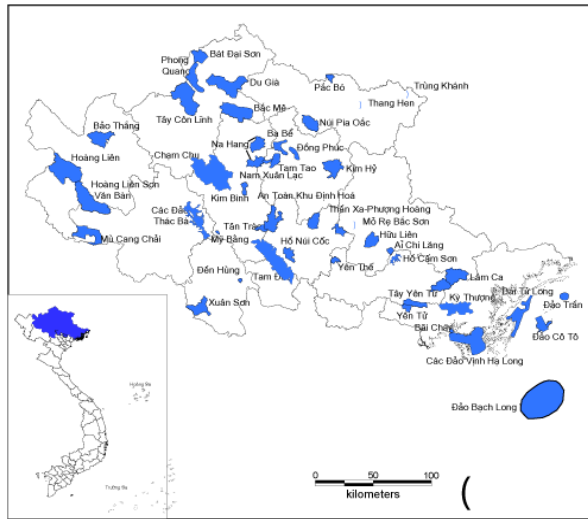 Bát Đại Sơn
Phong
Quang
Du Già
Pắc Bó
Trùng Khánh
Thang Hen
Bắc Mê
Tây Côn Lĩnh
Núi Pia Oắc
Bảo Thắng
Na Hang
Ba Bể
Đồng Phúc
Hoàng Liên
Chạm Chu
Tam Tao
Kim Hỷ
Nam Xuân Lạc
Hoàng Liên Sơn
Văn Bàn
Kim Bình
An Toàn Khu Định Hoá
Các Đảo
Thác Bà
Thần Xa-Phượng Hoàng
Tân Trào
Mỏ Rẹ Bắc Sơn
Mù Cang Chải
Mỹ Bằng
Hữu Liên
Hồ Núi Cốc
Ải Chi Lăng
Hồ Cấm Sơn
Đền Hùng
Tam Đ
Yên Thế
Lâm Ca
Bái Tử Long
Xuân Sơn
Tây Yên Tử
Kỳ Thượng
Đảo Trần
Yên Tử
Bãi Cháy
Đảo Cô Tô
Các Đảo Vịnh Hạ Long
Đảo Bạch Long
Hoàng Sa
Trường Sa
0 50 100
kilometers
(